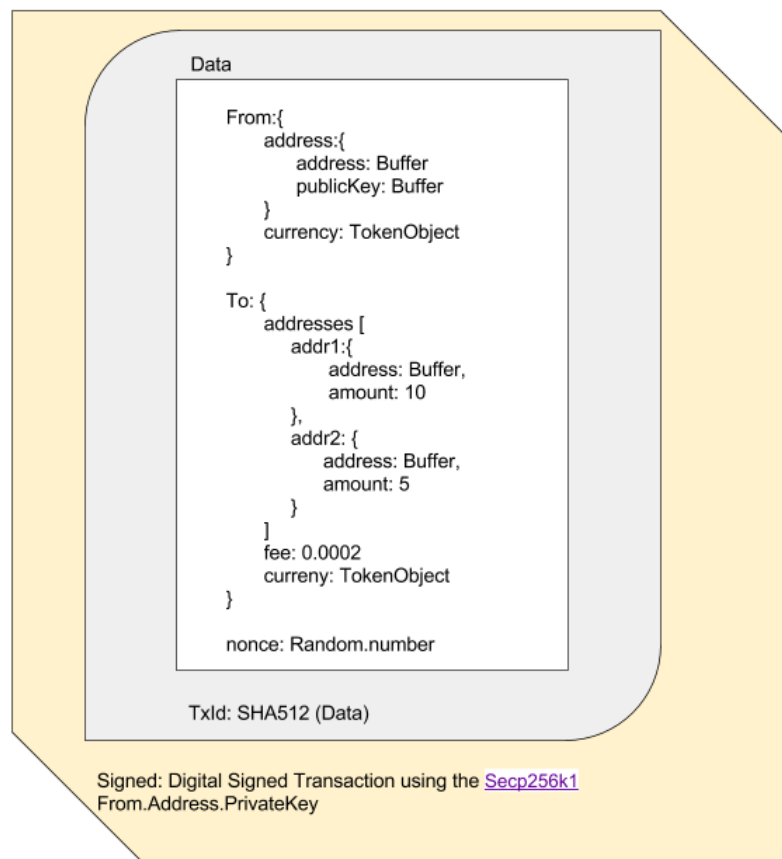 Data
From:{
address:{
address: Buffer
publicKey: Buffer
}
currency: TokenObject
}
To: {
addresses [
addr1:{
address: Buffer,
amount: 10
},
addr2: {
address: Buffer,
amount: 5
}
]
fee: 0.0002
curreny: TokenObject
}
nonce: Random.number
TxId: SHA512 (Data)
Signed: Digital Signed Transaction using the Secp256k1
From.Address.PrivateKey